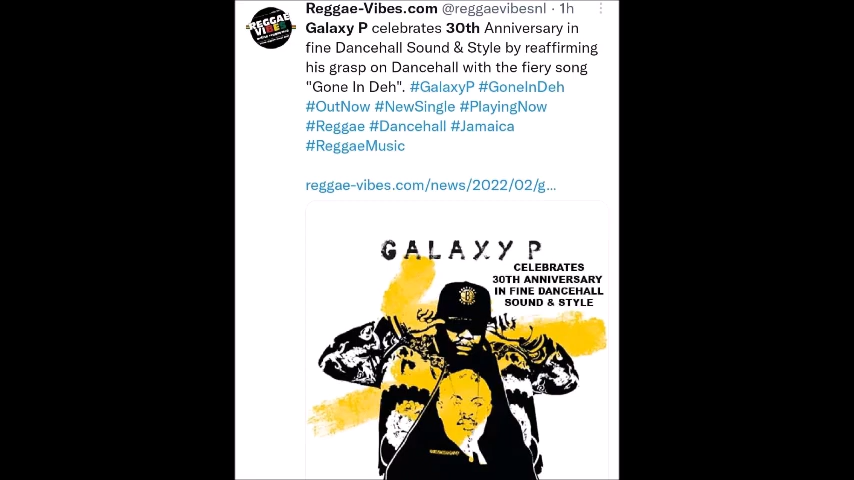 REGGAE
VIBES
Reggae-Vibes.com @reggaevibesnl · 1h
Galaxy P celebrates 30th Anniversary in
fine Dancehall Sound & Style by reaffirming
his grasp on Dancehall with the fiery song
"Gone In Deh". #GalaxyP #GoneInDeh
#OutNow #NewSingle #PlayingNow
#Reggae #Dancehall #Jamaica
#ReggaeMusic
reggae-vibes.com/news/2022/02/g...
GALAXY P
CELEBRATES
30TH ANNIVERSARY
IN FINE DANCEHALL
SOUND & STYLE